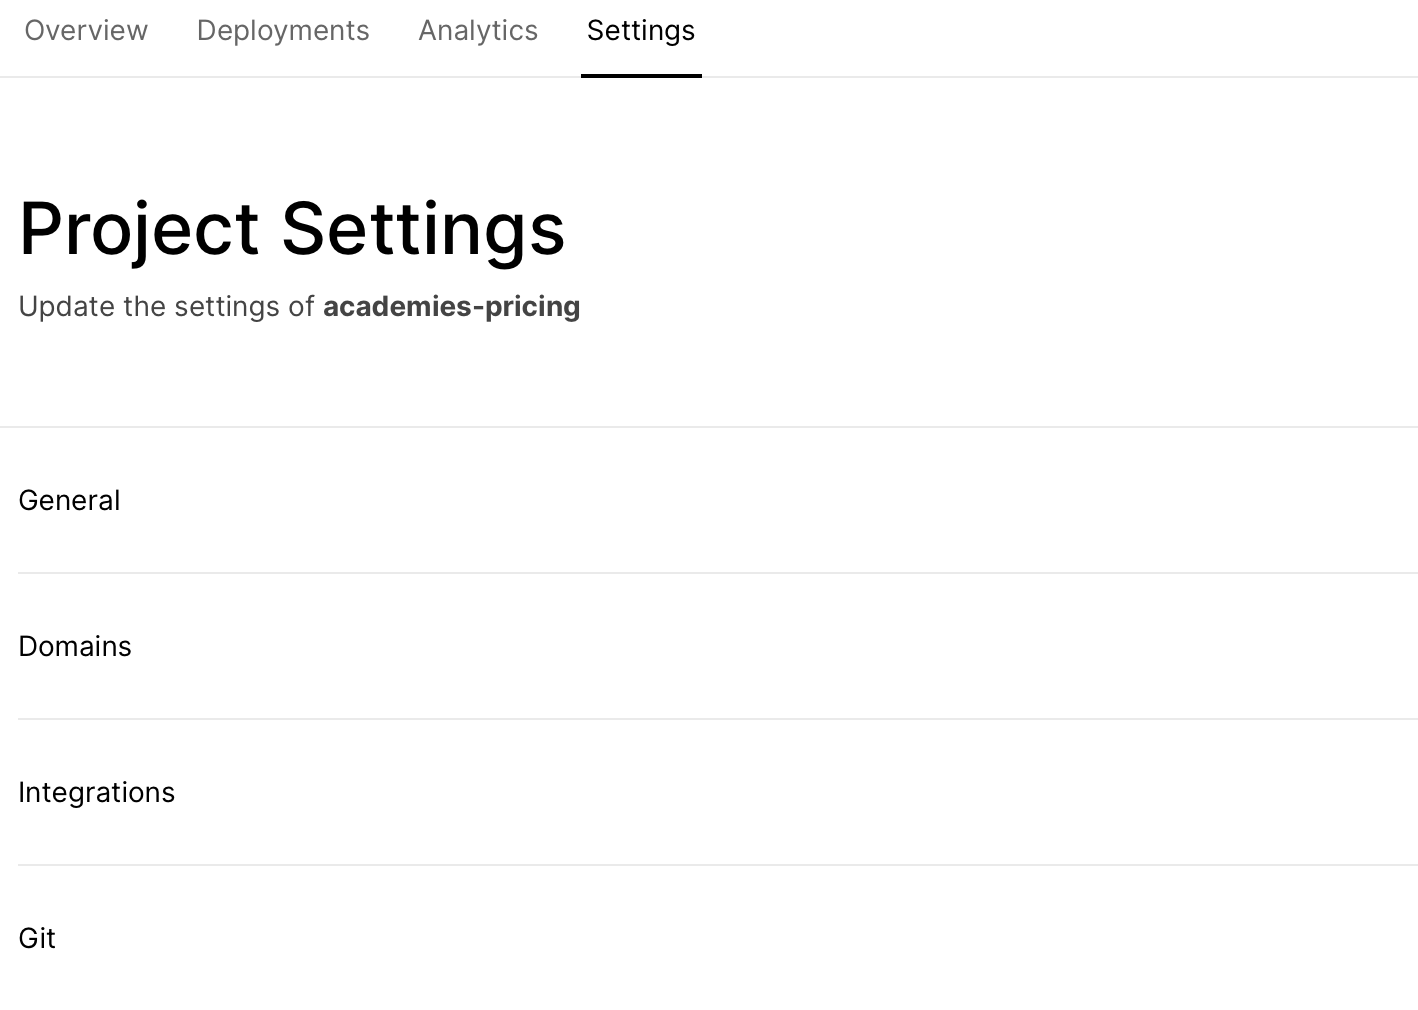 Overview Deployments Analytics Settings
Project Settings
Update the settings of academies-pricing
General
Domains
Integrations
Git